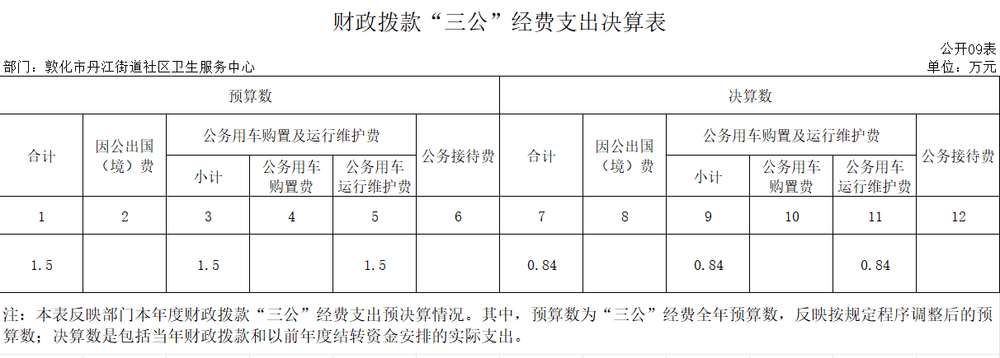 财政拨款“三公”经费支出决算表
公开09表
部门：敦化市丹江街道社区卫生服务中心 单位：万元
预算数 决算数
合计 因公出国（境）费 公务用车购置及运行维护费 公务接待费 合计 因公出国（境）费 公务用车购置及运行维护费 公务接待费
小计 公务用车购置费 公务用车运行维护费 小计 公务用车购置费 公务用车运行维护费
1 2 3 4 5 6 7 8 9 10 11 12
1.5 1.5 1.5 0.84 0.84 0.84
注：本表反映部门本年度财政拨款“三公”经费支出预决算情况。其中，预算数为“三公”经费全年预算数，反映按规定程序调整后的预
算数；决算数是包括当年财政拨款和以前年度结转资金安排的实际支出。